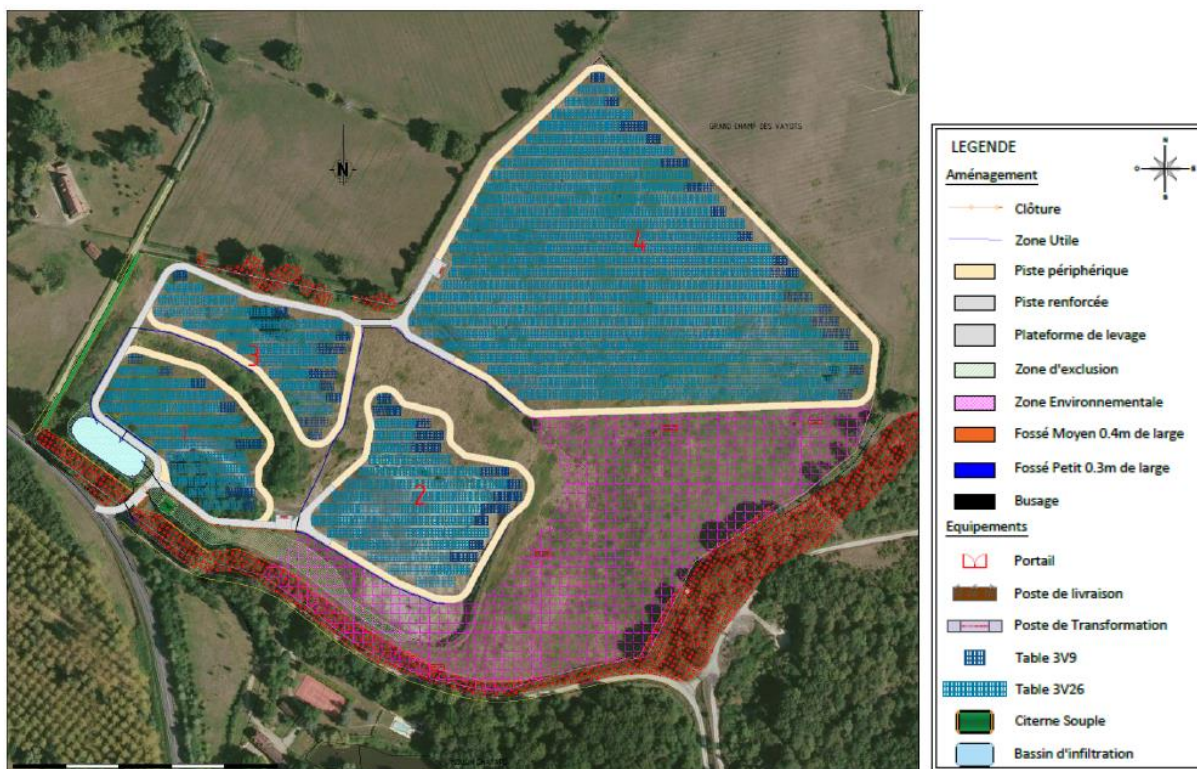 GRAND CHAMP DES VAYOTS
N
4
3
1
2
LEGENDE
Aménagement
Clôture
Zone Utile
Piste périphérique
Piste renforcée
Plateforme de levage
Zone d'exclusion
Zone Environnementale
Fossé Moyen 0.4m de large
Fossé Petit 0.3m de large
Busage
Equipements
Portail
Poste de livraison
Poste de Transformation
Table 3V9
Table 3V26
Citerne Souple
Bassin d'infiltration